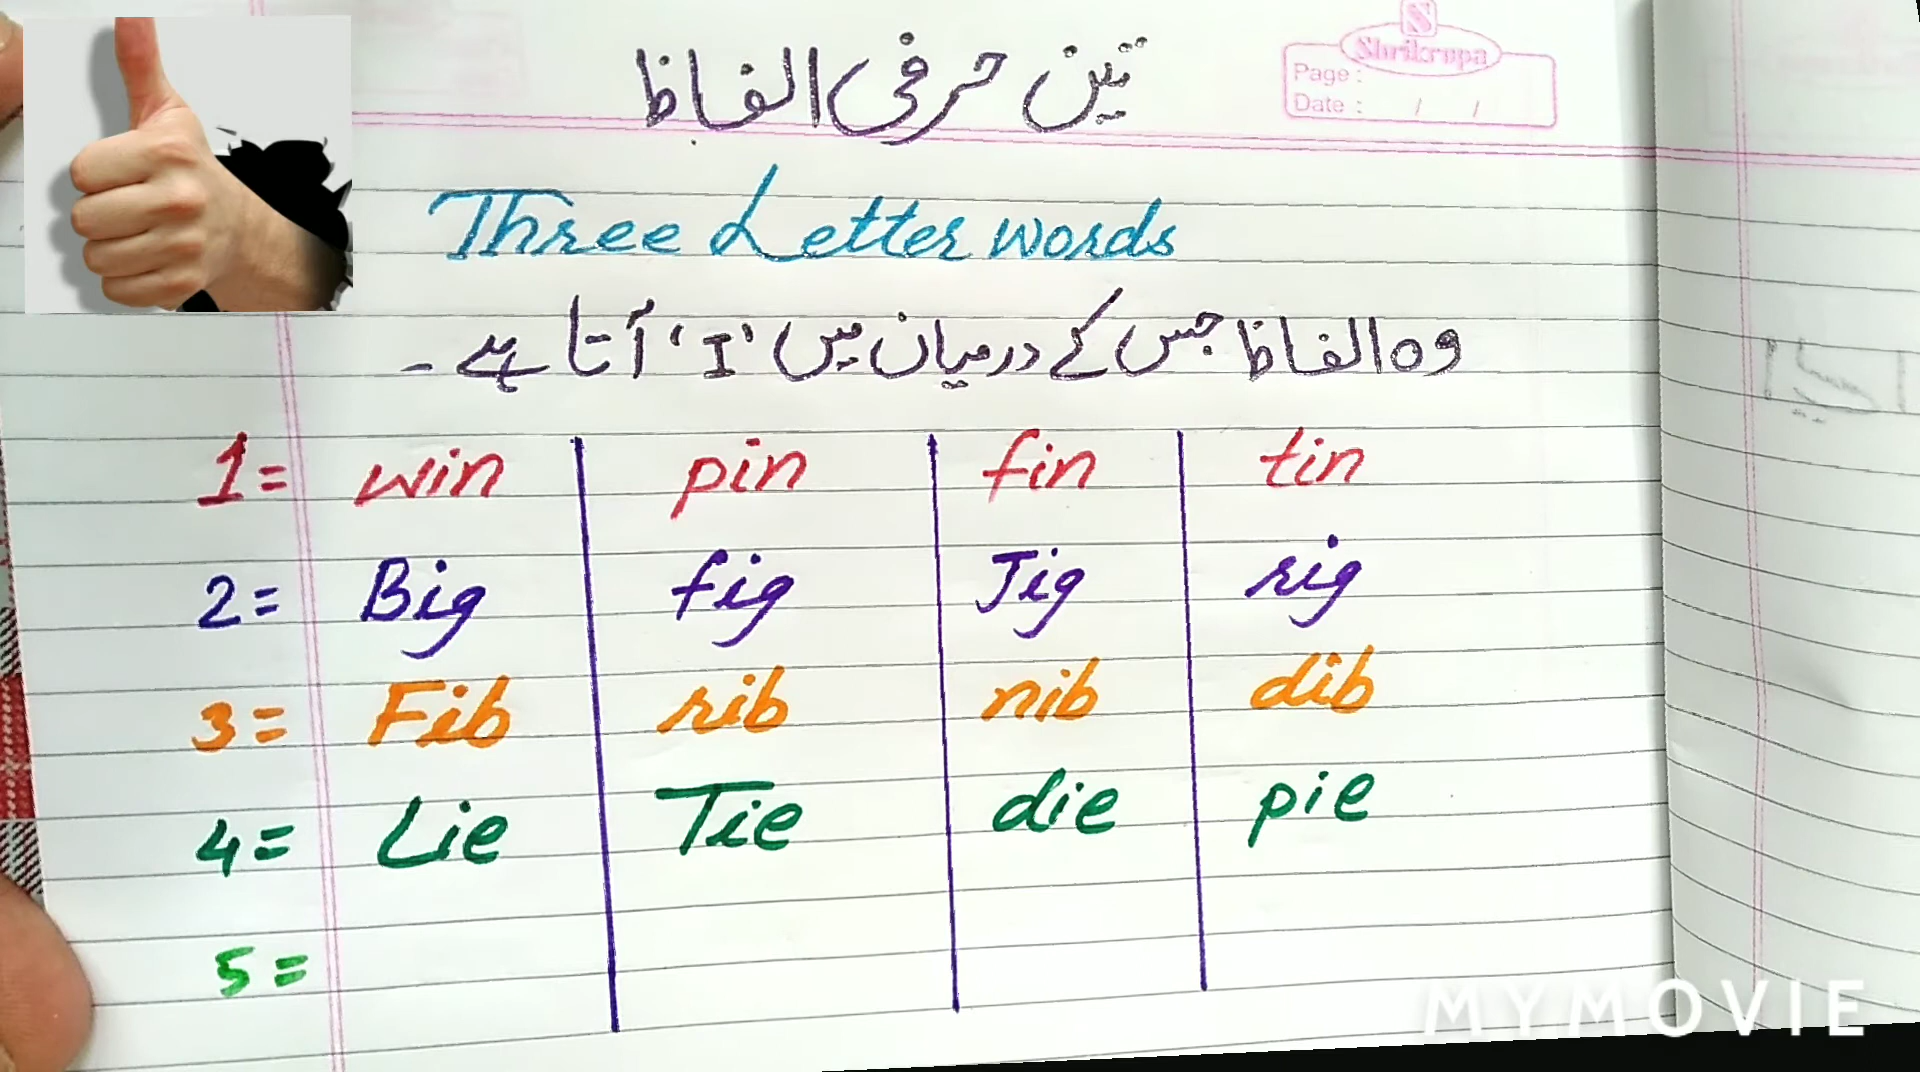 Shrikrupa
Page :
Date : / /
تین حرفی الفاظ
Three Letter words
وہ الفاظ جس کے درمیان میں 'I' آتا ہے۔
1= win pin fin tin
2= Big fig Jig rig
3= Fib rib nib dib
4= Lie Tie die pie
5=
MYMOVIE